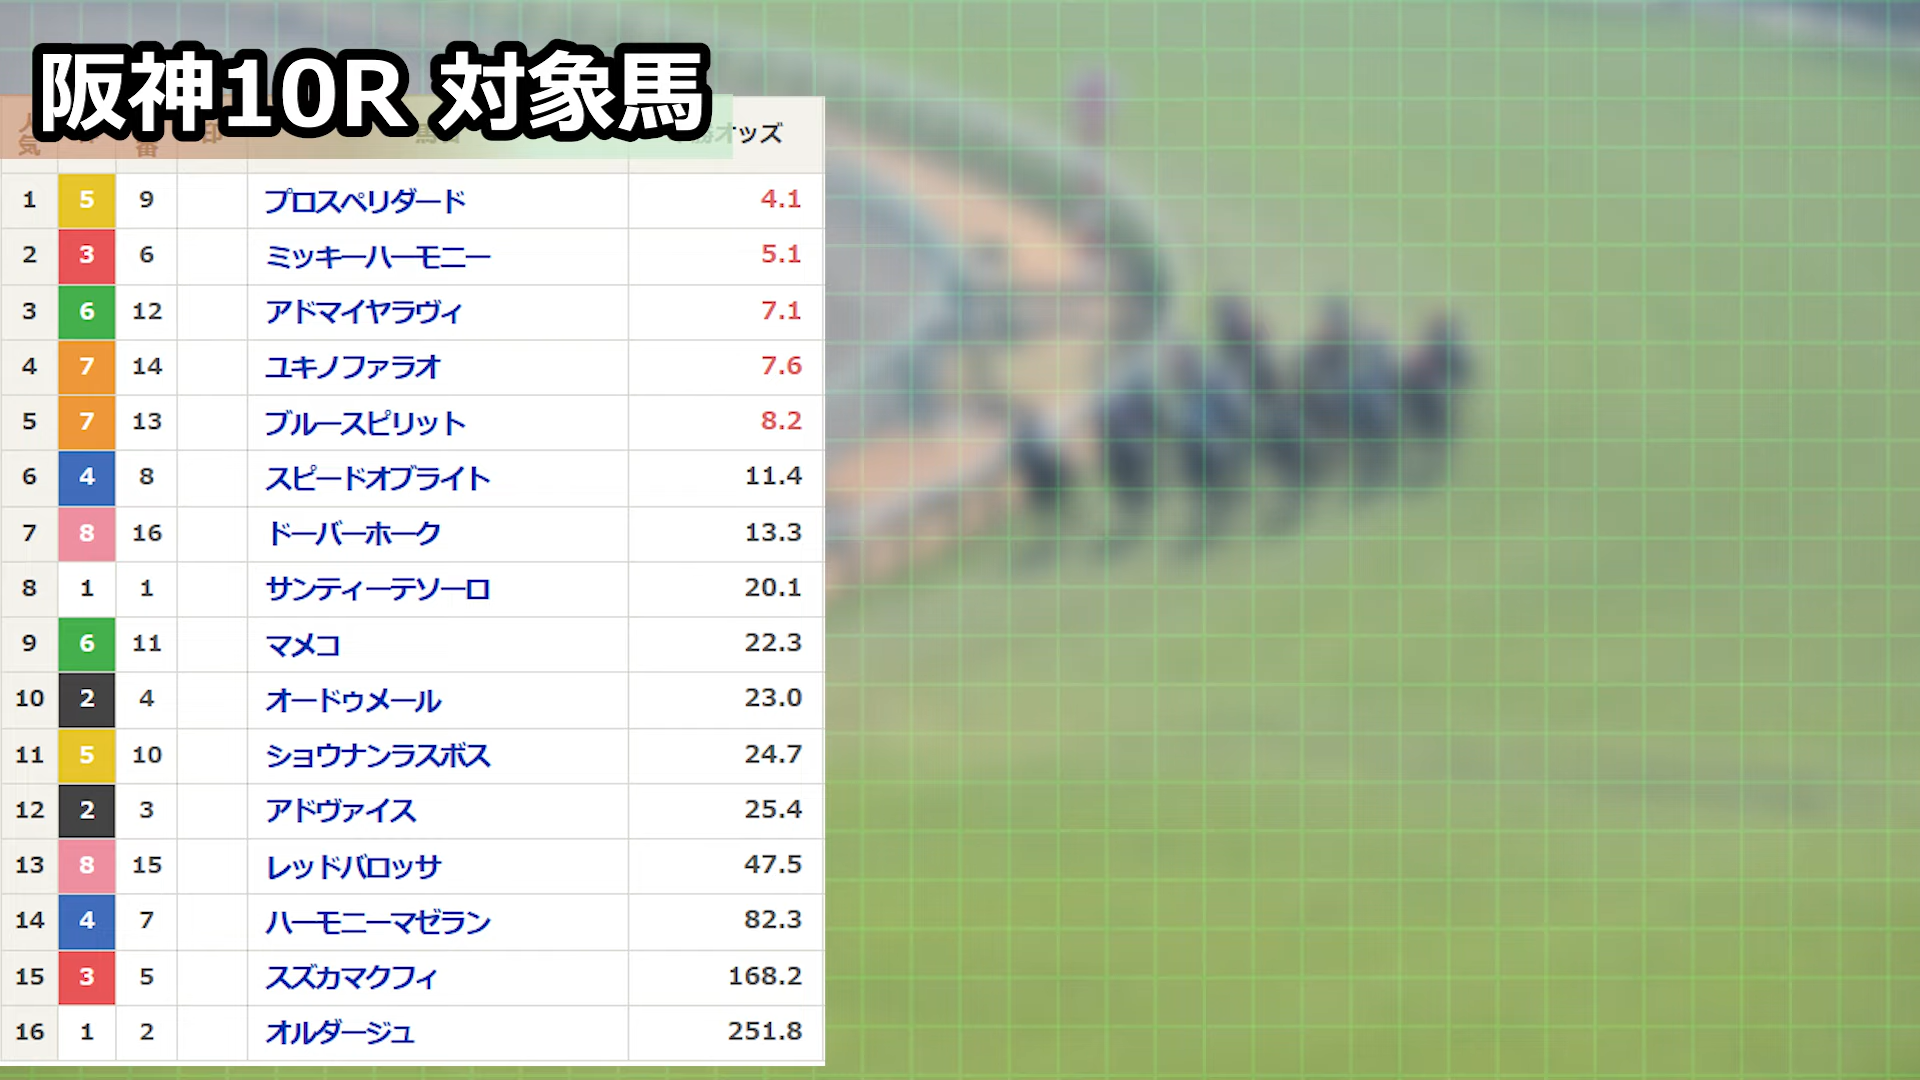 阪神10R 対象馬
オッズ
1 5 9 プロスペリダード 4.1
2 3 6 ミッキーハーモニー 5.1
3 6 12 アドマイヤラヴィ 7.1
4 7 14 ユキノファラオ 7.6
5 7 13 ブルースピリット 8.2
6 4 8 スピードオブライト 11.4
7 8 16 ドーバーホーク 13.3
8 1 1 サンティーテソーロ 20.1
9 6 11 マメコ 22.3
10 2 4 オードゥメール 23.0
11 5 10 ショウナンラスボス 24.7
12 2 3 アドヴァイス 25.4
13 8 15 レッドバロッサ 47.5
14 4 7 ハーモニーマゼラン 82.3
15 3 5 スズカマクフィ 168.2
16 1 2 オルダージュ 251.8